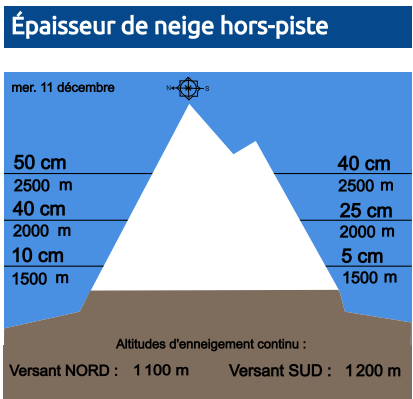 Épaisseur de neige hors-piste
mer. 11 décembre
N S
50 cm 40 cm
2500 m 2500 m
40 cm 25 cm
2000 m 2000 m
10 cm 5 cm
1500 m 1500 m
Altitudes d'enneigement continu :
Versant NORD : 1 100 m Versant SUD : 1 200 m